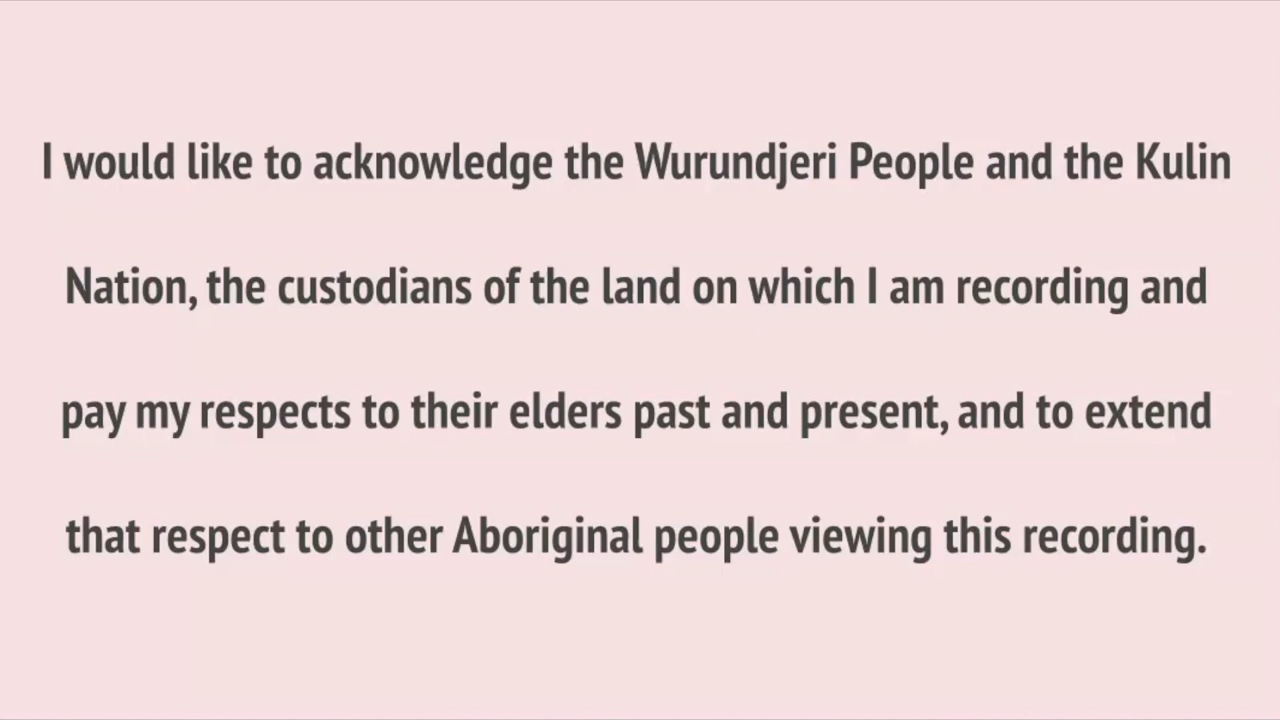 I would like to acknowledge the Wurundjeri People and the Kulin
Nation, the custodians of the land on which I am recording and
pay my respects to their elders past and present, and to extend
that respect to other Aboriginal people viewing this recording.